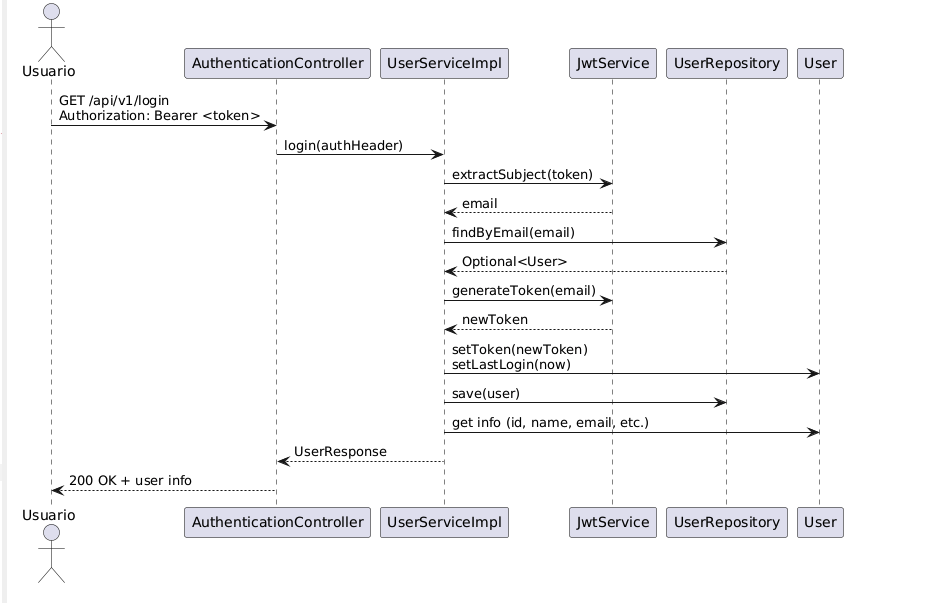 Usuario
AuthenticationController
UserServiceImpl
JwtService
UserRepository
User
GET /api/v1/login
Authorization: Bearer <token>
login(authHeader)
extractSubject(token)
email
findByEmail(email)
Optional<User>
generateToken(email)
newToken
setToken(newToken)
setLastLogin(now)
save(user)
get info (id, name, email, etc.)
UserResponse
200 OK + user info
Usuario
AuthenticationController
UserServiceImpl
JwtService
UserRepository
User